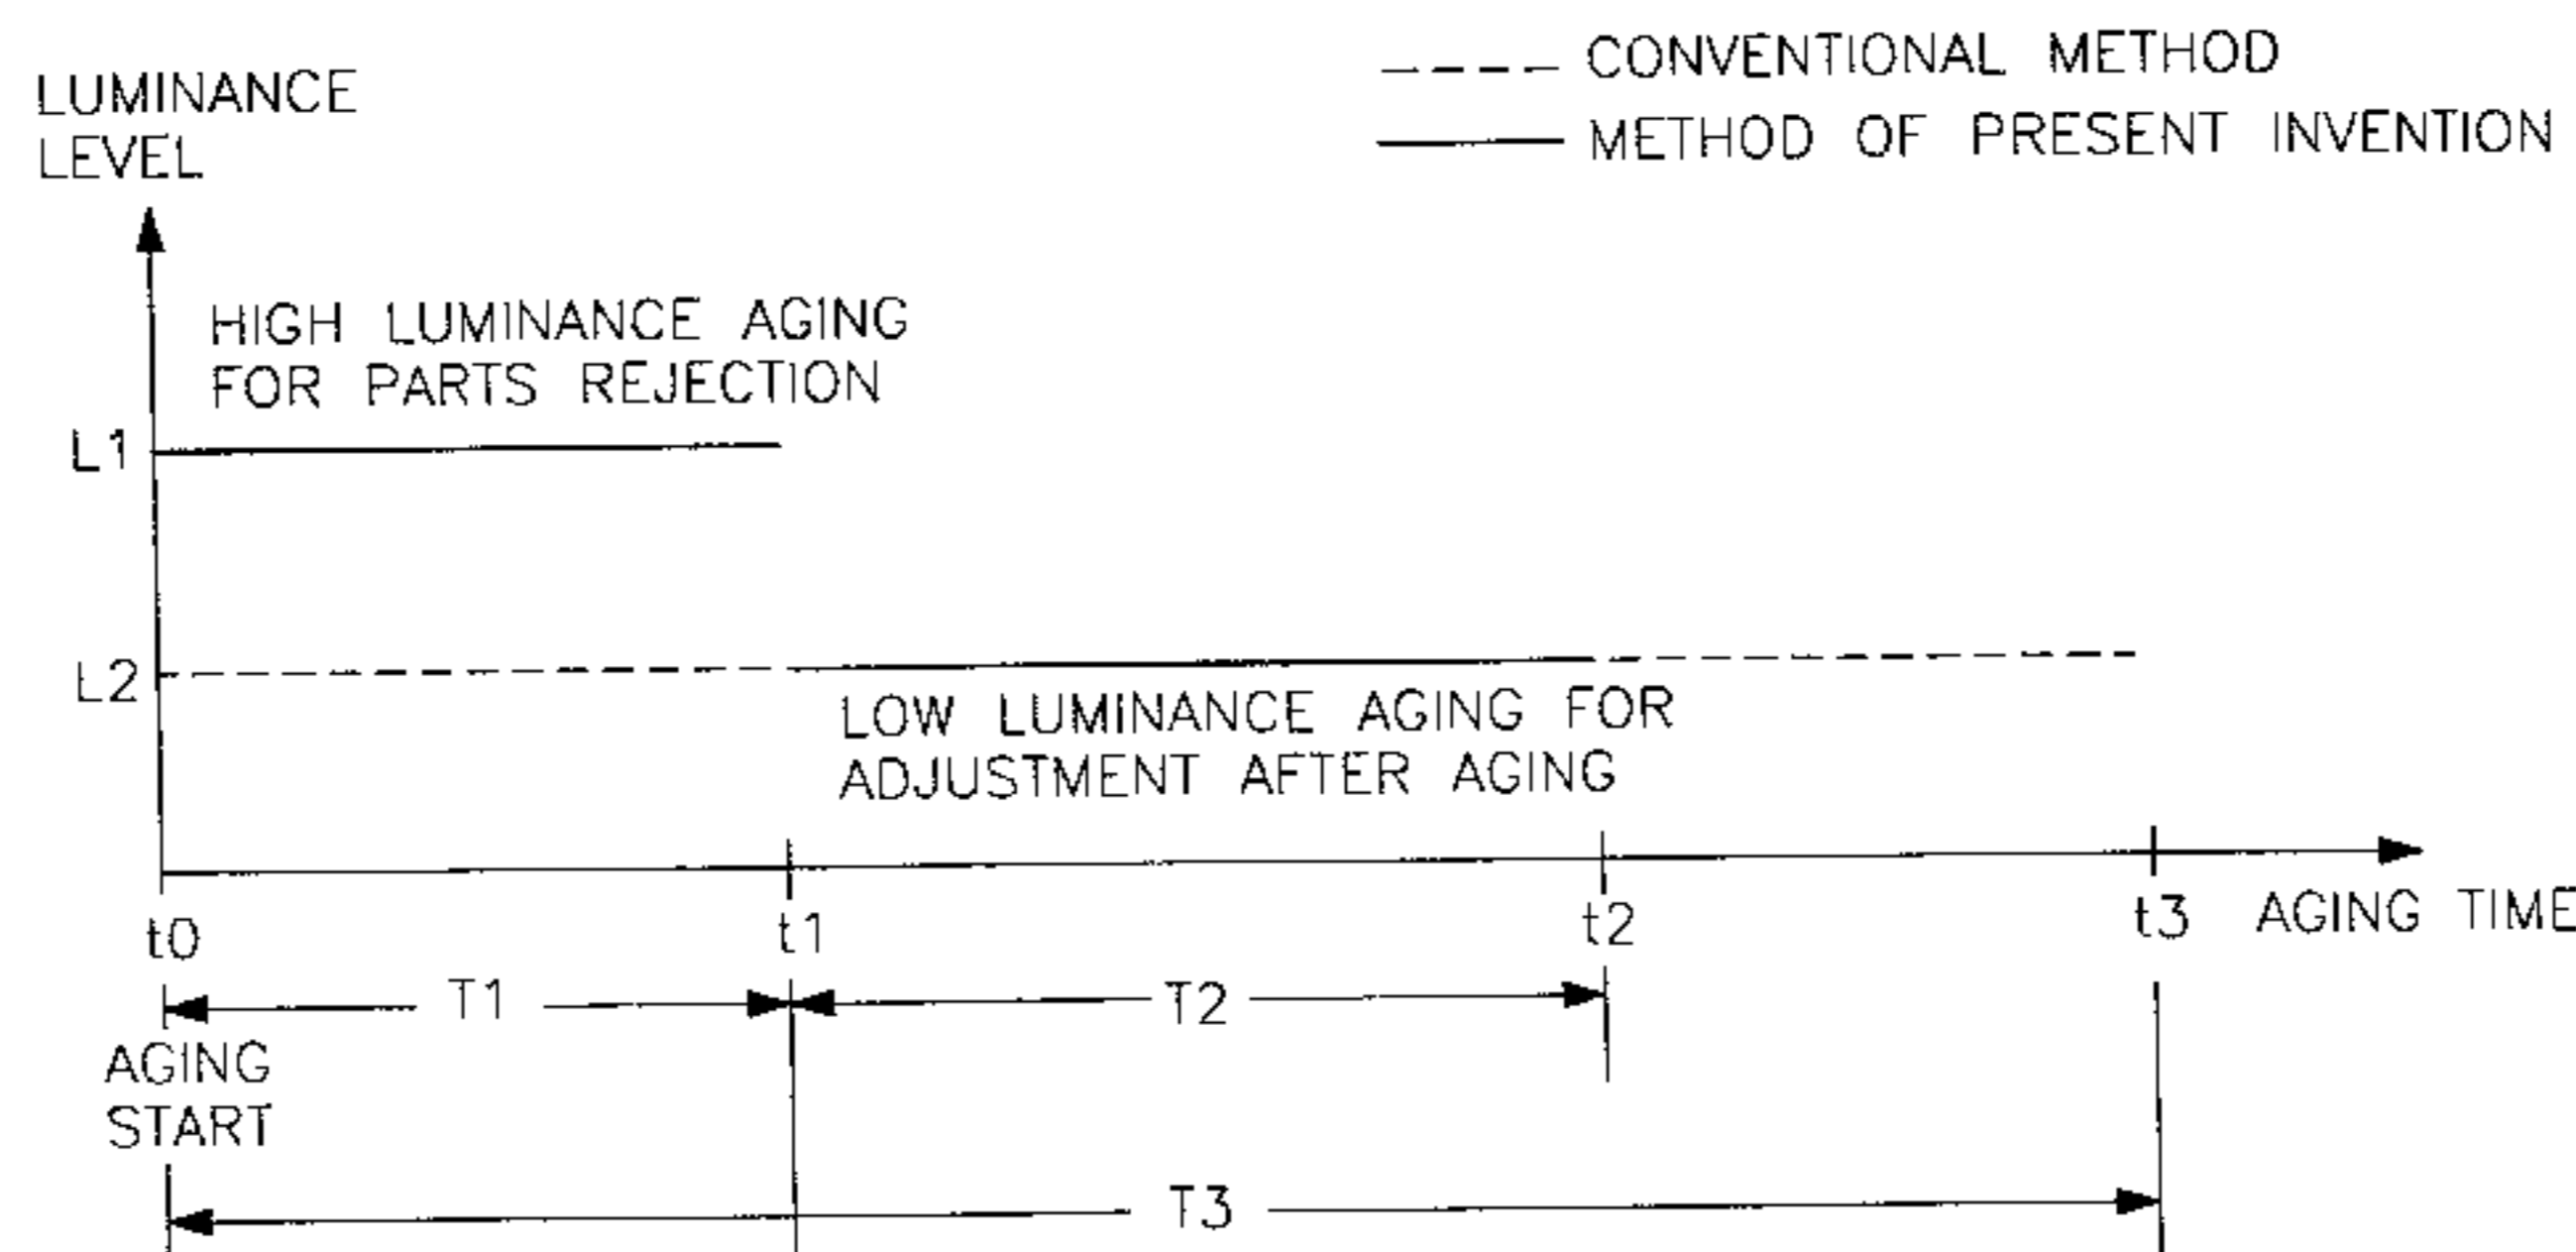 CONVENTIONAL METHOD
METHOD OF PRESENT INVENTION
LUMINANCE
LEVEL
HIGH LUMINANCE AGING
FOR PARTS REJECTION
L1
L2
LOW LUMINANCE AGING FOR
ADJUSTMENT AFTER AGING
t0 t1 t2 t3 AGING TIME
T1 T2
AGING
START
T3